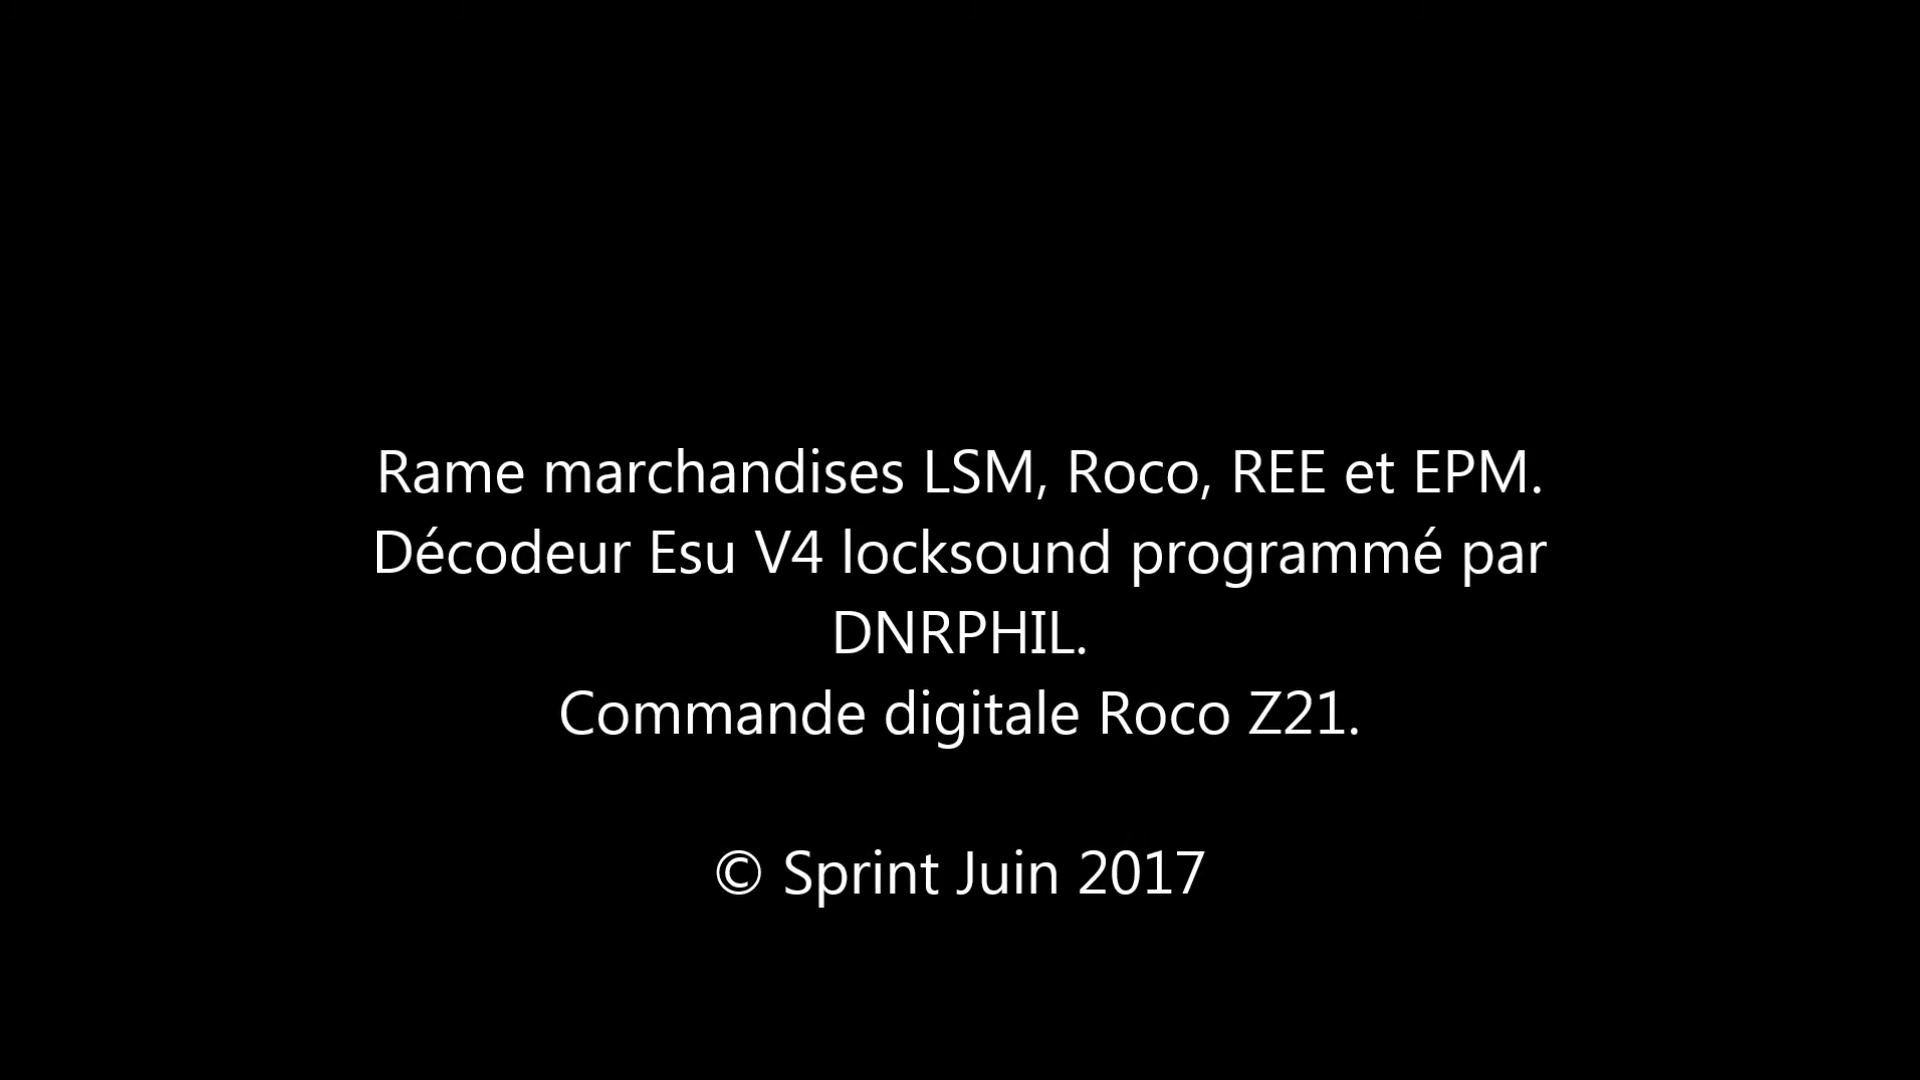 Rame marchandises LSM, Roco, REE et EPM.
Décodeur Esu V4 locksound programmé par
DNRPHIL.
Commande digitale Roco Z21.
© Sprint Juin 2017